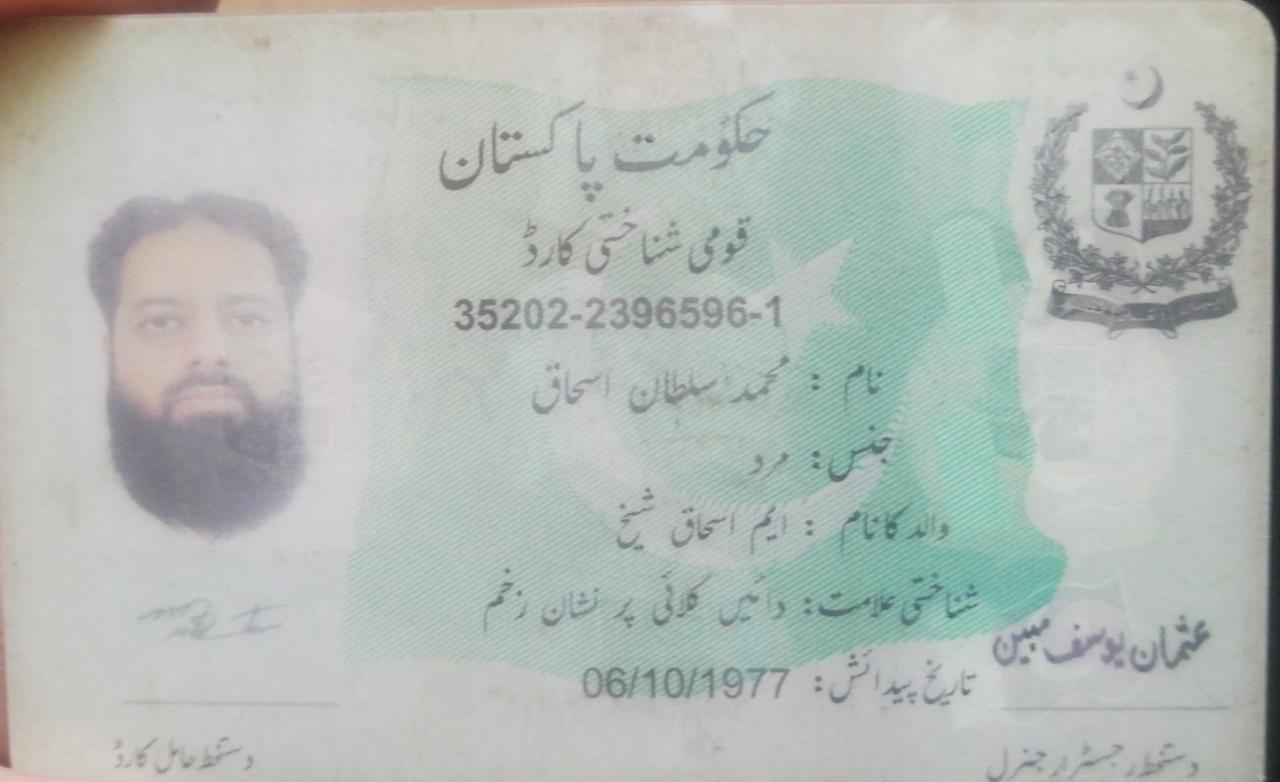 حکومت پاکستان
قومی شناختی کارڈ
35202-2396596-1
نام : محمد سلطان اسحاق
جنس: مرد
والد کا نام : ایم اسحاق شیخ
شناختی علامت: دائیں کلائی پر نشان زخم
تاریخ پیدائش: 06/10/1977
عثمان یوسف مبین
دستخط حامل کارڈ
دستخط رجسٹرار جنرل